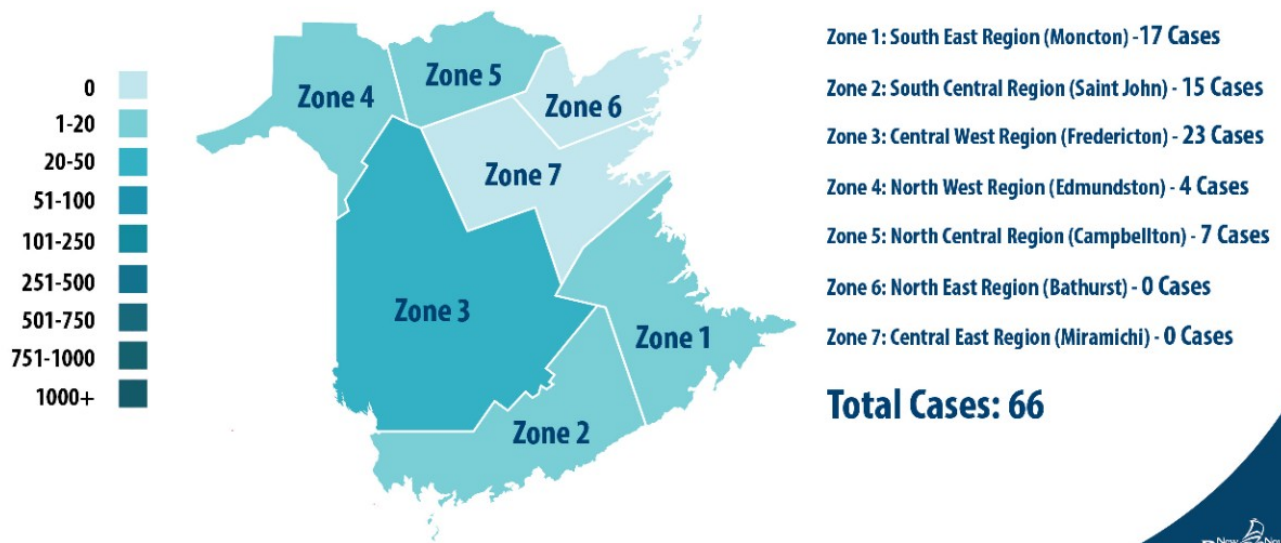 0
1-20
20-50
51-100
101-250
251-500
501-750
751-1000
1000+
Zone 4
Zone 5
Zone 6
Zone 7
Zone 3
Zone 1
Zone 2
Zone 1: South East Region (Moncton) -17 Cases
Zone 2: South Central Region (Saint John) - 15 Cases
Zone 3: Central West Region (Fredericton) - 23 Cases
Zone 4: North West Region (Edmundston) - 4 Cases
Zone 5: North Central Region (Campbellton) - 7 Cases
Zone 6: North East Region (Bathurst) - 0 Cases
Zone 7: Central East Region (Miramichi) - 0 Cases
Total Cases: 66
New